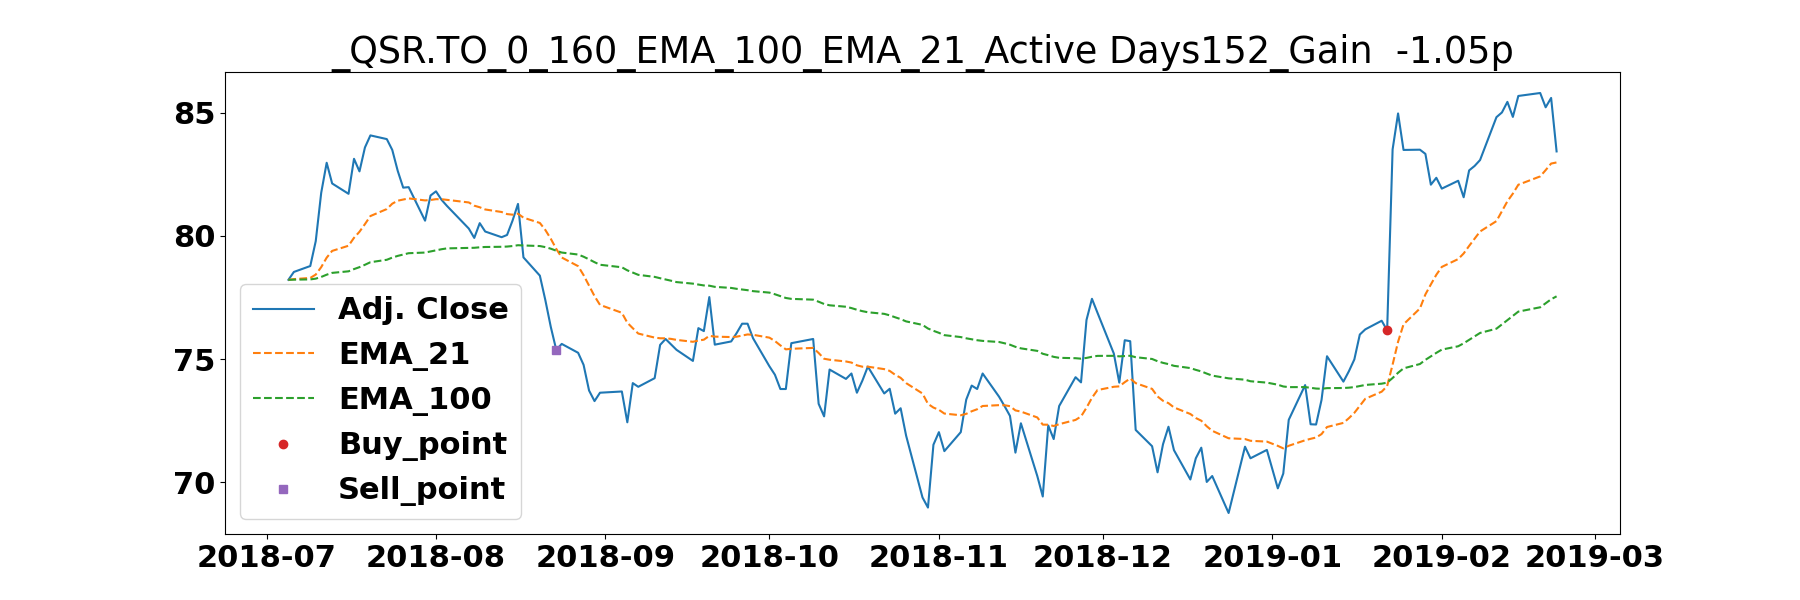 _QSR.TO_0_160_EMA_100_EMA_21_Active Days152_Gain  -1.05p
85
80
75
70
Adj. Close
EMA_21
EMA_100
Buy_point
Sell_point
2018-07 2018-08 2018-09 2018-10 2018-11 2018-12 2019-01 2019-02 2019-03